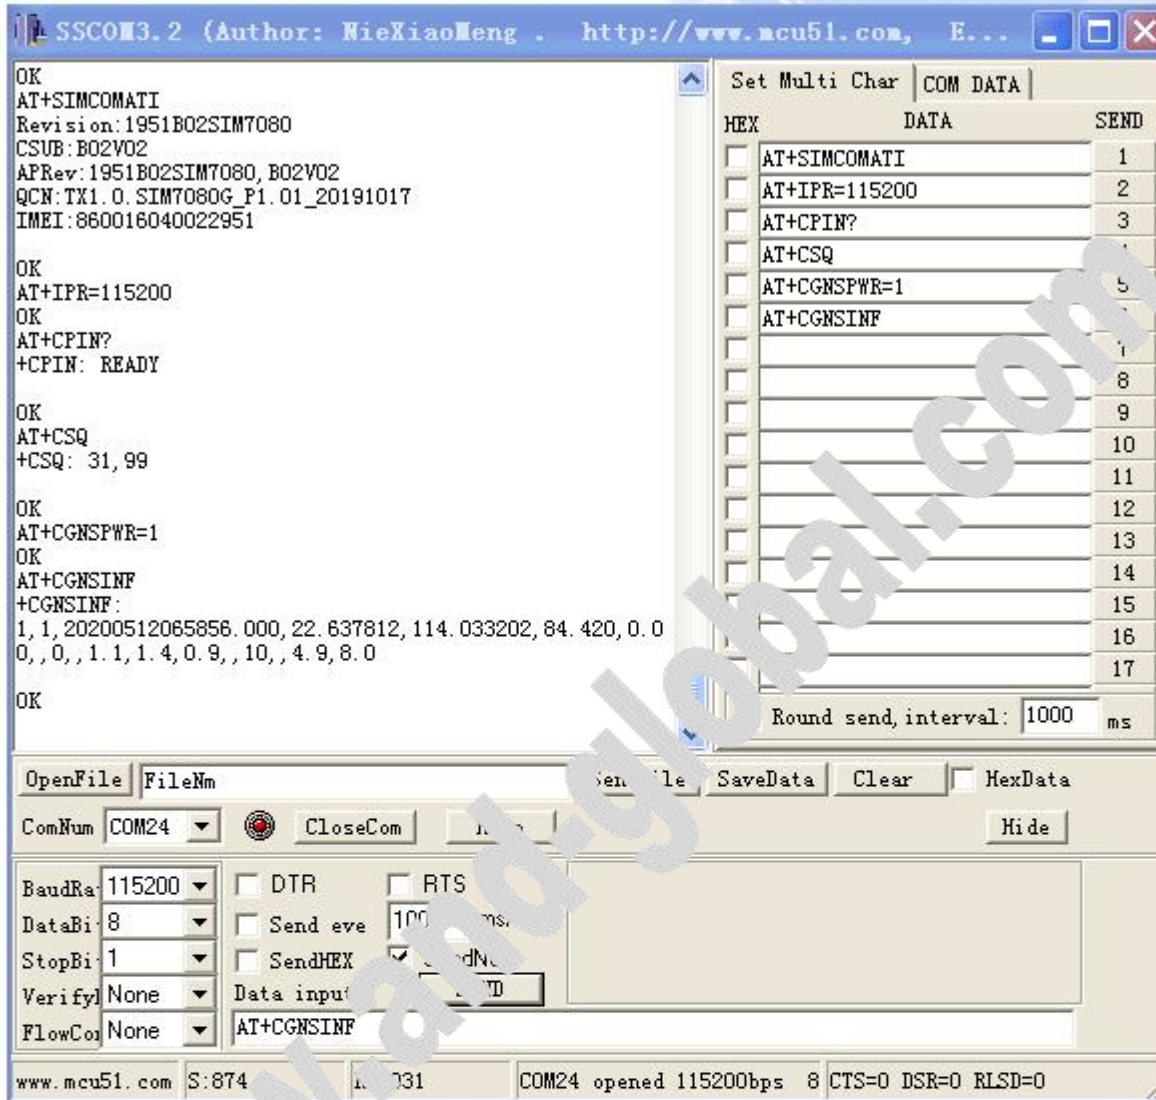 SSCOM3.2 (Author: NieXiaoMeng .  http://www.mcu51.com,  E...
OK
AT+SIMCOMATI
Revision:1951B02SIM7080
CSUB:B02V02
APRev:1951B02SIM7080,B02V02
QCN:TX1.0.SIM7080G_P1.01_20191017
IMEI:860016040022951
OK
AT+IPR=115200
OK
AT+CPIN?
+CPIN: READY
OK
AT+CSQ
+CSQ: 31,99
OK
AT+CGNSPWR=1
OK
AT+CGNSINF
+CGNSINF:
1,1,20200512065856.000,22.637812,114.033202,84.420,0.0
0,,0,,1.1,1.4,0.9,,10,,4.9,8.0
OK
Set Multi Char COM DATA
HEX DATA SEND
AT+SIMCOMATI 1
AT+IPR=115200 2
AT+CPIN? 3
AT+CSQ
AT+CGNSPWR=1 5
AT+CGNSINF
8
9
10
11
12
13
14
15
16
17
Round send,interval: 1000 ms
OpenFile FileNm SaveData Clear HexData
ComNum COM24 CloseCom Hide
BaudRa 115200 DTR RTS
DataBi 8 Send eve
StopBi 1 SendHEX
VerifyI None Data input
FlowCo None AT+CGNSINF
www.mcu51.com S:874 COM24 opened 115200bps 8 CTS=0 DSR=0 RLSD=0
and-global.com